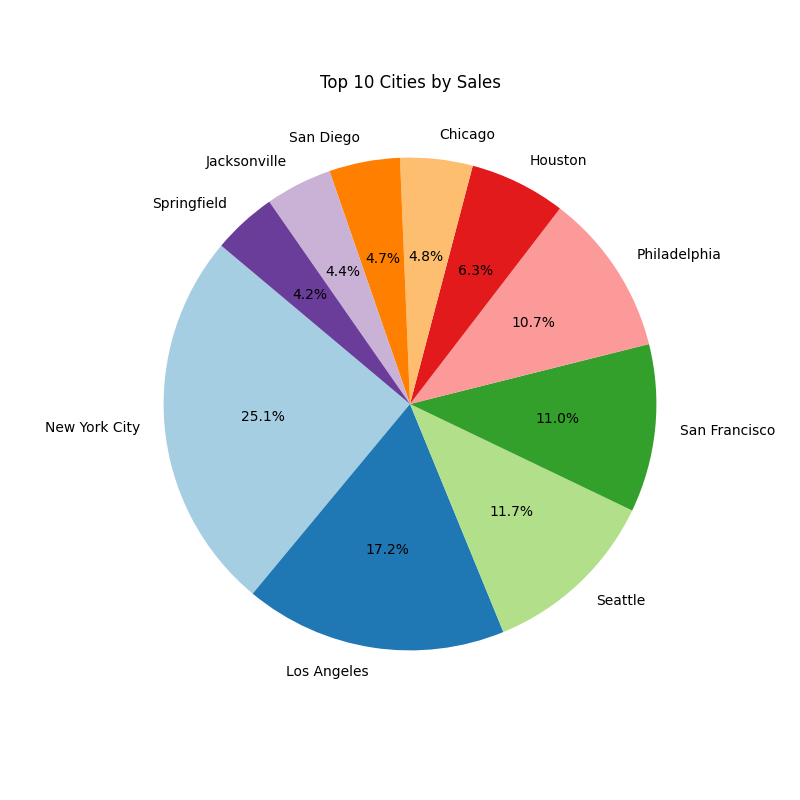 Top 10 Cities by Sales
Chicago
San Diego
Houston
Jacksonville
Springfield
Philadelphia
4.8%
4.7%
6.3%
4.4%
4.2%
10.7%
25.1%
11.0%
New York City
San Francisco
11.7%
17.2%
Seattle
Los Angeles